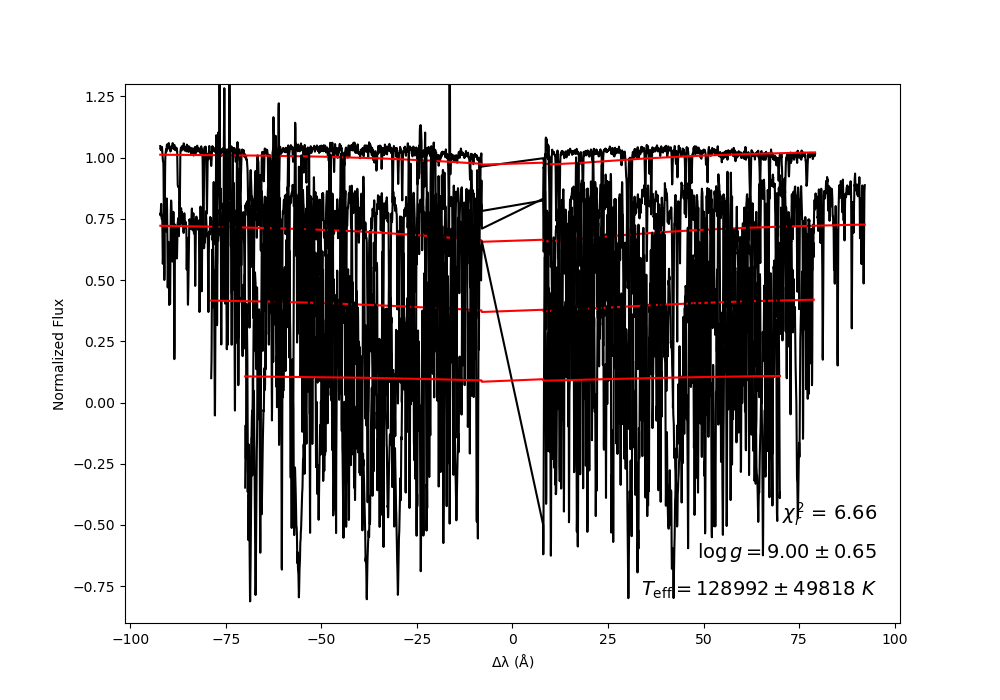 1.25
1.00
0.75
0.50
0.25
0.00
−0.25
−0.50
−0.75
Normalized Flux
χ²ᵣ = 6.66
log g = 9.00 ± 0.65
T_eff = 128992 ± 49818 K
−100 −75 −50 −25 0 25 50 75 100
Δλ (Å)